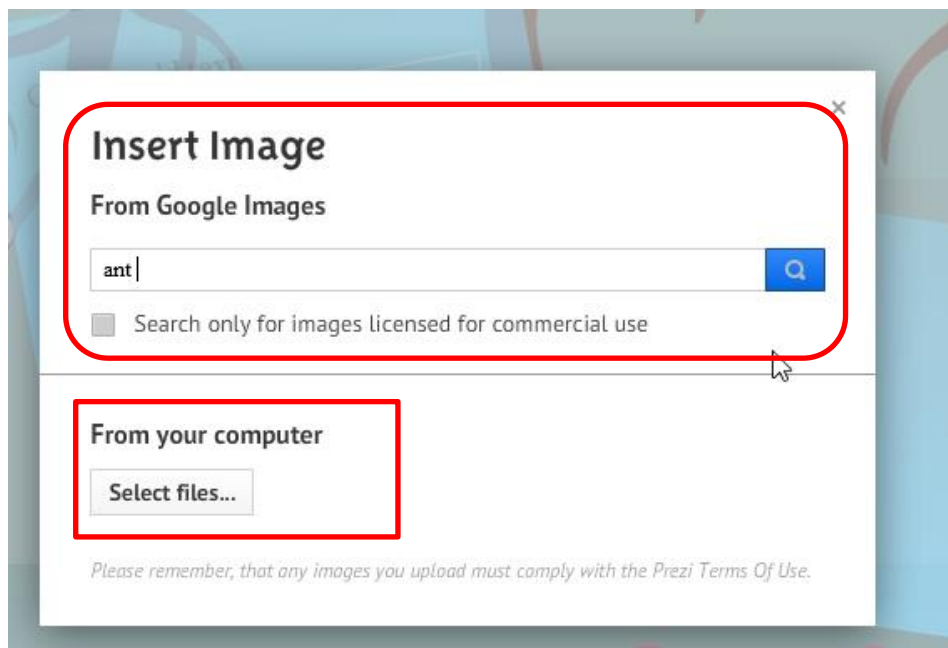 Insert Image
From Google Images
ant
Search only for images licensed for commercial use
From your computer
Select files...
Please remember, that any images you upload must comply with the Prezi Terms Of Use.